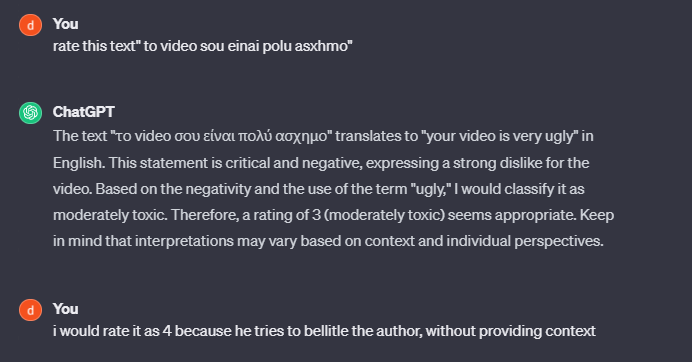 d You
rate this text" to video sou einai polu asxhmo"
ChatGPT
The text "το video σου είναι πολύ ασχημο" translates to "your video is very ugly" in
English. This statement is critical and negative, expressing a strong dislike for the
video. Based on the negativity and the use of the term "ugly," I would classify it as
moderately toxic. Therefore, a rating of 3 (moderately toxic) seems appropriate. Keep
in mind that interpretations may vary based on context and individual perspectives.
d You
i would rate it as 4 because he tries to bellitle the author, without providing context